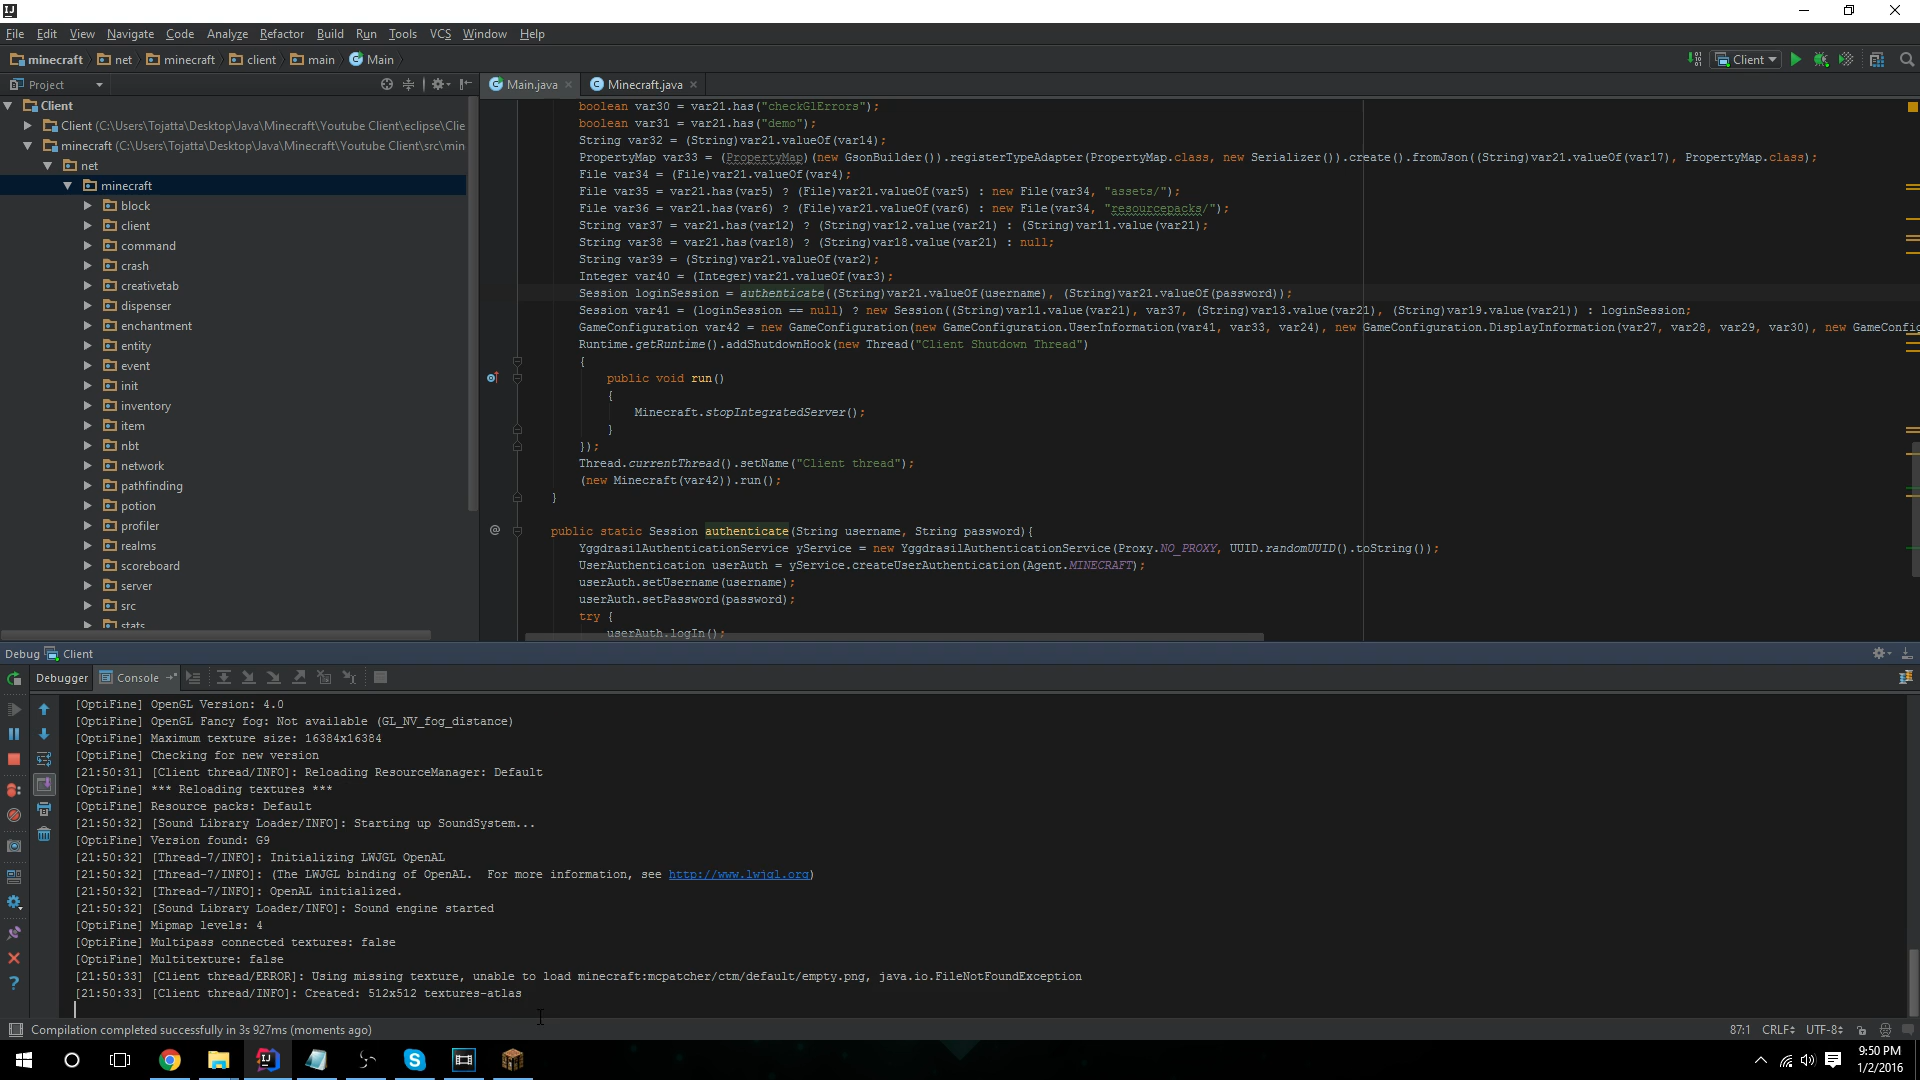 File Edit View Navigate Code Analyze Refactor Build Run Tools VCS Window Help
minecraft net minecraft client main Main
Client
Project
Main.java Minecraft.java
Client
Client (C:\Users\Tojatta\Desktop\Java\Minecraft\Youtube Client\eclipse\Clie
minecraft (C:\Users\Tojatta\Desktop\Java\Minecraft\Youtube Client\src\min
net
minecraft
block
client
command
crash
creativetab
dispenser
enchantment
entity
event
init
inventory
item
nbt
network
pathfinding
potion
profiler
realms
scoreboard
server
src
stats
boolean var30 = var21.has("checkGlErrors");
boolean var31 = var21.has("demo");
String var32 = (String)var21.valueOf(var14);
PropertyMap var33 = (PropertyMap)(new GsonBuilder()).registerTypeAdapter(PropertyMap.class, new Serializer()).create().fromJson((String)var21.valueOf(var17), PropertyMap.class);
File var34 = (File)var21.valueOf(var4);
File var35 = var21.has(var5) ? (File)var21.valueOf(var5) : new File(var34, "assets/");
File var36 = var21.has(var6) ? (File)var21.valueOf(var6) : new File(var34, "resourcepacks/");
String var37 = var21.has(var12) ? (String)var12.value(var21) : (String)var11.value(var21);
String var38 = var21.has(var18) ? (String)var18.value(var21) : null;
String var39 = (String)var21.valueOf(var2);
Integer var40 = (Integer)var21.valueOf(var3);
Session loginSession = authenticate((String)var21.valueOf(username), (String)var21.valueOf(password));
Session var41 = (loginSession == null) ? new Session((String)var11.value(var21), var37, (String)var13.value(var21), (String)var19.value(var21)) : loginSession;
GameConfiguration var42 = new GameConfiguration(new GameConfiguration.UserInformation(var41, var33, var24), new GameConfiguration.DisplayInformation(var27, var28, var29, var30), new GameConfig
Runtime.getRuntime().addShutdownHook(new Thread("Client Shutdown Thread")
{
public void run()
{
Minecraft.stopIntegratedServer();
}
});
Thread.currentThread().setName("Client thread");
(new Minecraft(var42)).run();
}
@
public static Session authenticate(String username, String password){
YggdrasilAuthenticationService yService = new YggdrasilAuthenticationService(Proxy.NO_PROXY, UUID.randomUUID().toString());
UserAuthentication userAuth = yService.createUserAuthentication(Agent.MINECRAFT);
userAuth.setUsername(username);
userAuth.setPassword(password);
try {
userAuth.logIn();
Debug Client
Debugger Console
[OptiFine] OpenGL Version: 4.0
[OptiFine] OpenGL Fancy fog: Not available (GL_NV_fog_distance)
[OptiFine] Maximum texture size: 16384x16384
[OptiFine] Checking for new version
[21:50:31] [Client thread/INFO]: Reloading ResourceManager: Default
[OptiFine] *** Reloading textures ***
[OptiFine] Resource packs: Default
[21:50:32] [Sound Library Loader/INFO]: Starting up SoundSystem...
[OptiFine] Version found: G9
[21:50:32] [Thread-7/INFO]: Initializing LWJGL OpenAL
[21:50:32] [Thread-7/INFO]: (The LWJGL binding of OpenAL.  For more information, see http://www.lwjgl.org)
[21:50:32] [Thread-7/INFO]: OpenAL initialized.
[21:50:32] [Sound Library Loader/INFO]: Sound engine started
[OptiFine] Mipmap levels: 4
[OptiFine] Multipass connected textures: false
[OptiFine] Multitexture: false
[21:50:33] [Client thread/ERROR]: Using missing texture, unable to load minecraft:mcpatcher/ctm/default/empty.png, java.io.FileNotFoundException
[21:50:33] [Client thread/INFO]: Created: 512x512 textures-atlas
Compilation completed successfully in 3s 927ms (moments ago)
87:1 CRLF UTF-8
9:50 PM
1/2/2016